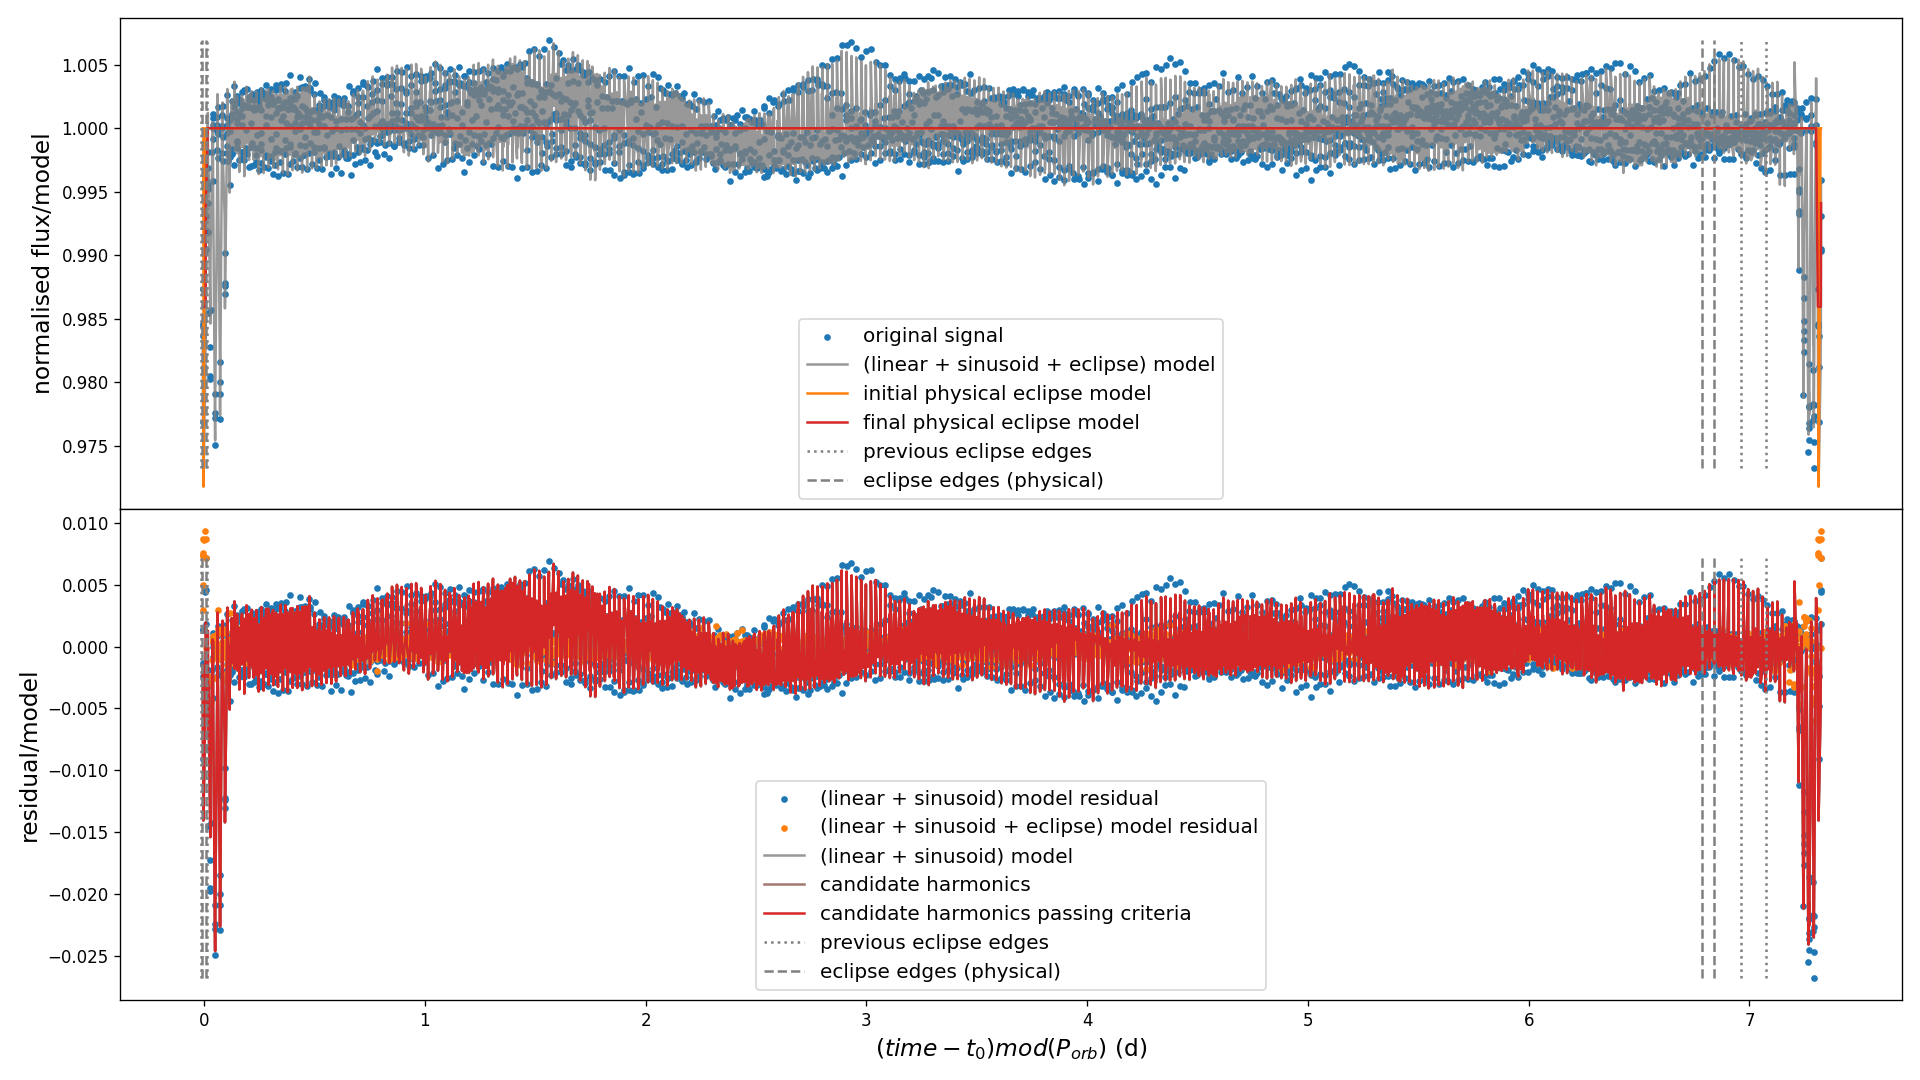 normalised flux/model
1.005
1.000
0.995
0.990
0.985
0.980
0.975
original signal
(linear + sinusoid + eclipse) model
initial physical eclipse model
final physical eclipse model
previous eclipse edges
eclipse edges (physical)
residual/model
0.010
0.005
0.000
−0.005
−0.010
−0.015
−0.020
−0.025
(linear + sinusoid) model residual
(linear + sinusoid + eclipse) model residual
(linear + sinusoid) model
candidate harmonics
candidate harmonics passing criteria
previous eclipse edges
eclipse edges (physical)
0 1 2 3 4 5 6 7
(time − t₀)mod(P_orb) (d)